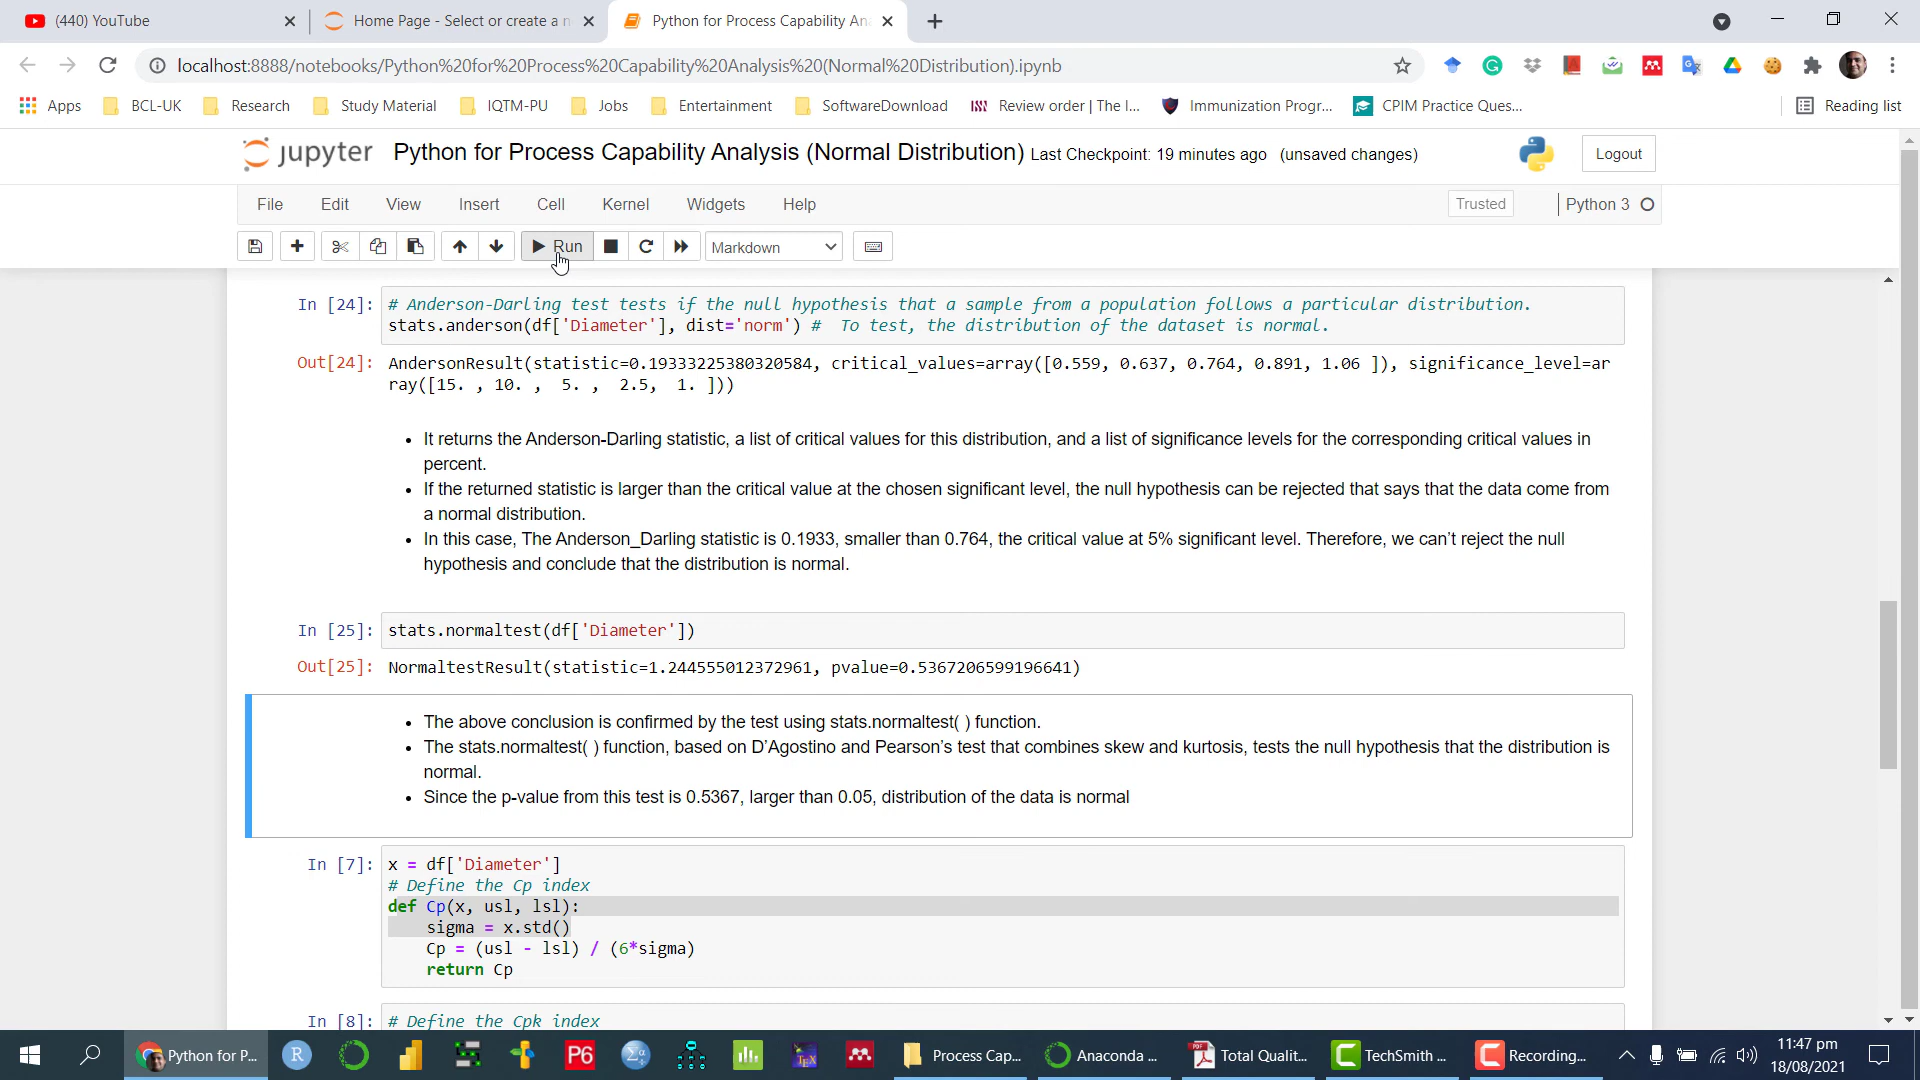 (440) YouTube
Home Page - Select or create a n
Python for Process Capability An
localhost:8888/notebooks/Python%20for%20Process%20Capability%20Analysis%20(Normal%20Distribution).ipynb
Apps BCL-UK Research Study Material IQTM-PU Jobs Entertainment SoftwareDownload Review order | The I... Immunization Progr... CPIM Practice Ques... Reading list
jupyter Python for Process Capability Analysis (Normal Distribution) Last Checkpoint: 19 minutes ago (unsaved changes) Logout
File Edit View Insert Cell Kernel Widgets Help Trusted Python 3
Run Markdown
In [24]: # Anderson-Darling test tests if the null hypothesis that a sample from a population follows a particular distribution.
stats.anderson(df['Diameter'], dist='norm') # To test, the distribution of the dataset is normal.
Out[24]: AndersonResult(statistic=0.19333225380320584, critical_values=array([0.559, 0.637, 0.764, 0.891, 1.06 ]), significance_level=ar
ray([15. , 10. , 5. , 2.5, 1. ]))
• It returns the Anderson-Darling statistic, a list of critical values for this distribution, and a list of significance levels for the corresponding critical values in
percent.
• If the returned statistic is larger than the critical value at the chosen significant level, the null hypothesis can be rejected that says that the data come from
a normal distribution.
• In this case, The Anderson_Darling statistic is 0.1933, smaller than 0.764, the critical value at 5% significant level. Therefore, we can't reject the null
hypothesis and conclude that the distribution is normal.
In [25]: stats.normaltest(df['Diameter'])
Out[25]: NormaltestResult(statistic=1.244555012372961, pvalue=0.5367206599196641)
• The above conclusion is confirmed by the test using stats.normaltest( ) function.
• The stats.normaltest( ) function, based on D'Agostino and Pearson's test that combines skew and kurtosis, tests the null hypothesis that the distribution is
normal.
• Since the p-value from this test is 0.5367, larger than 0.05, distribution of the data is normal
In [7]: x = df['Diameter']
# Define the Cp index
def Cp(x, usl, lsl):
sigma = x.std()
Cp = (usl - lsl) / (6*sigma)
return Cp
In [8]: # Define the Cpk index
Python for P... R P6 Process Cap... Anaconda ... Total Qualit... TechSmith ... Recording... 11:47 pm
18/08/2021